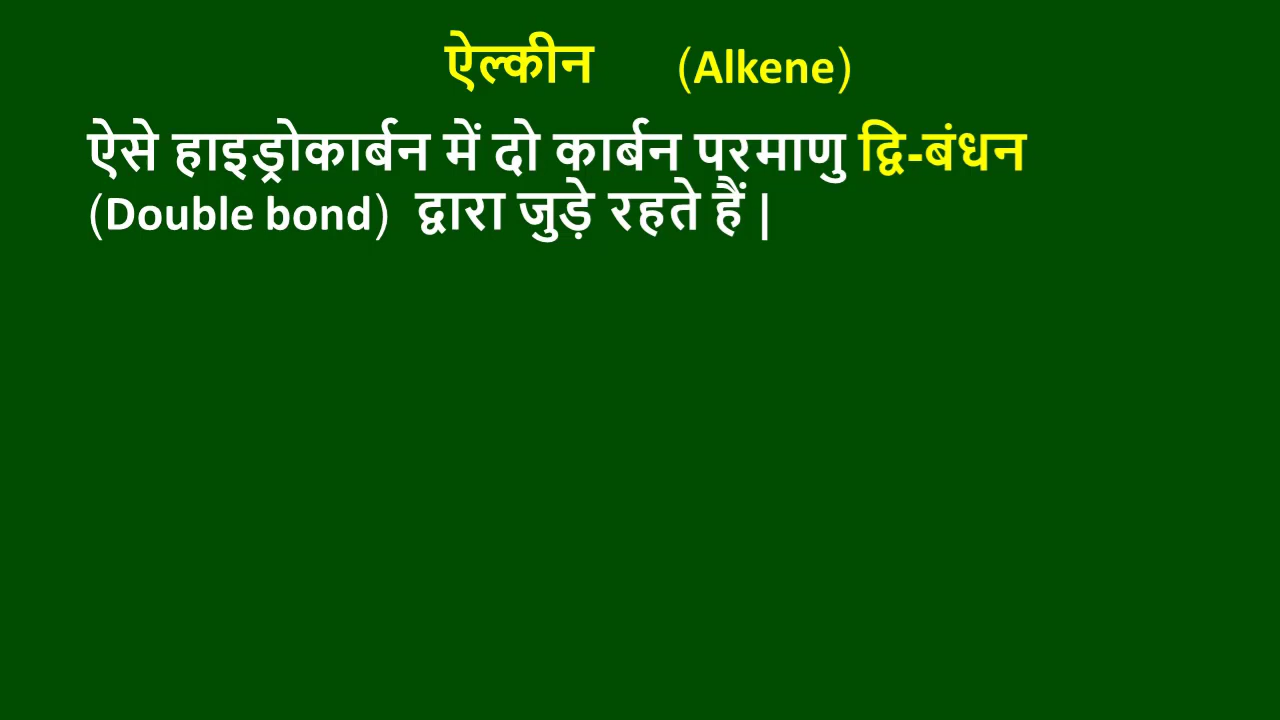 ऐल्कीन (Alkene)
ऐसे हाइड्रोकार्बन में दो कार्बन परमाणु द्वि-बंधन
(Double bond) द्वारा जुड़े रहते हैं |